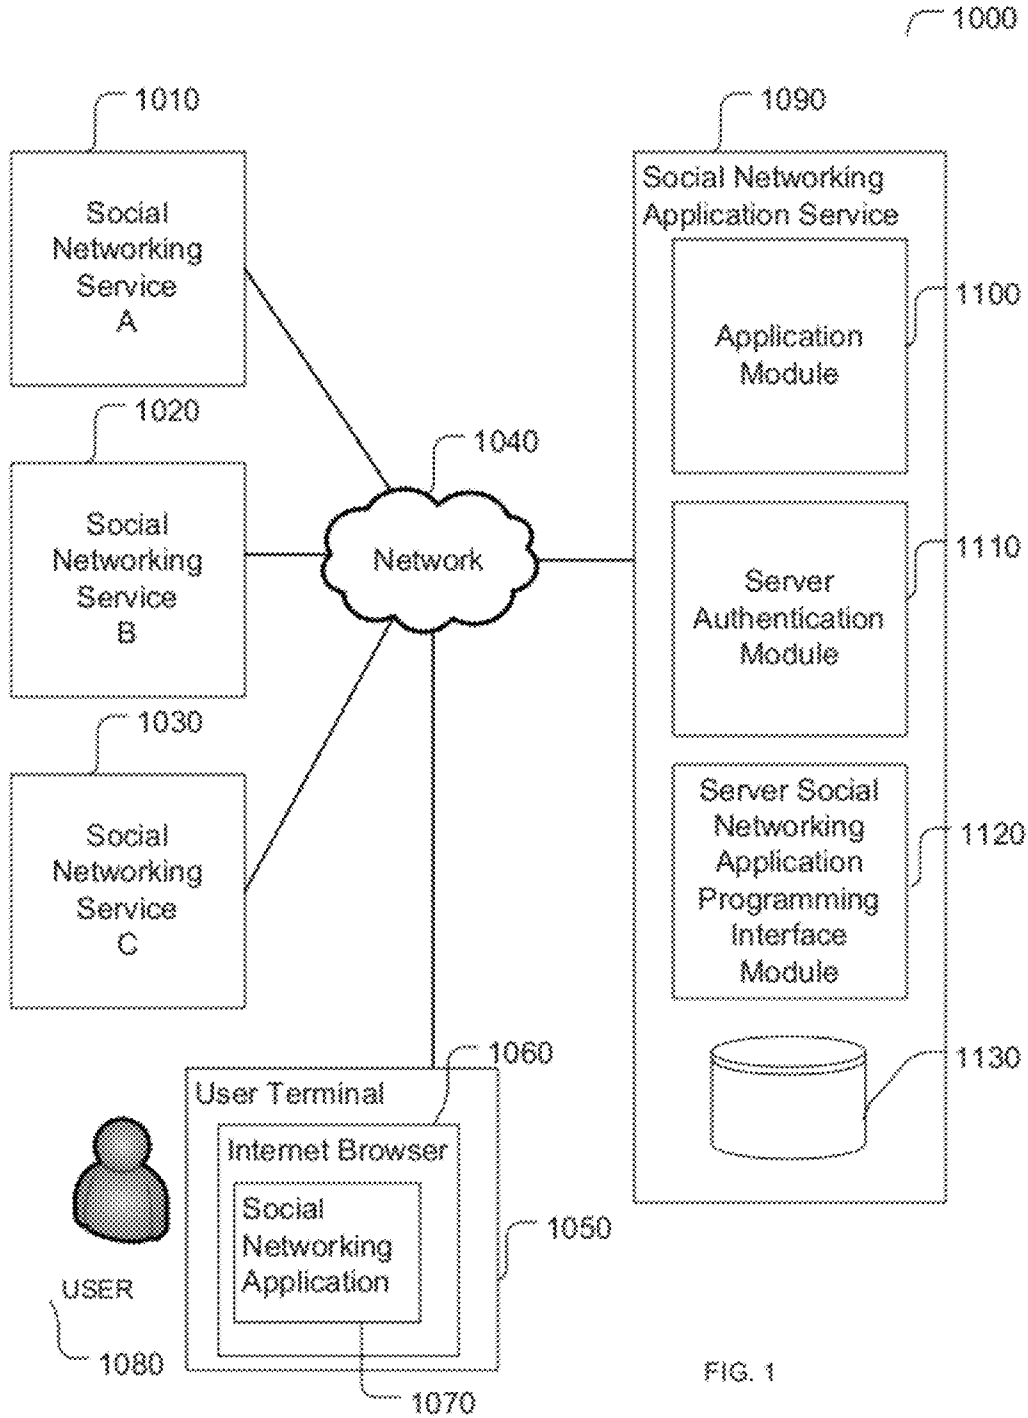 1000
1010
Social
Networking
Service
A
1020
Social
Networking
Service
B
1030
Social
Networking
Service
C
1040
Network
1090
Social Networking
Application Service
1100
Application
Module
1110
Server
Authentication
Module
1120
Server Social
Networking
Application
Programming
Interface
Module
1130
1060
User Terminal
Internet Browser
Social
Networking
Application
1050
1070
USER
1080
FIG. 1